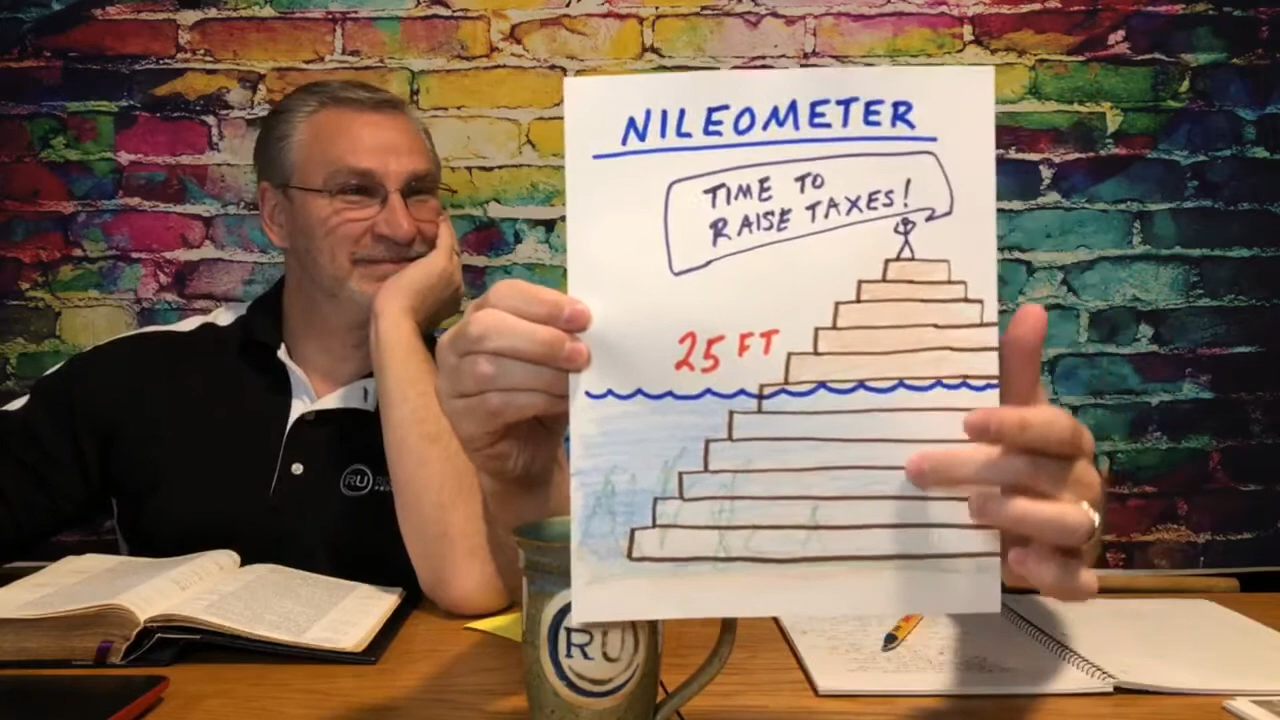 NILEOMETER
TIME TO
RAISE TAXES!
25 FT
RU
RU